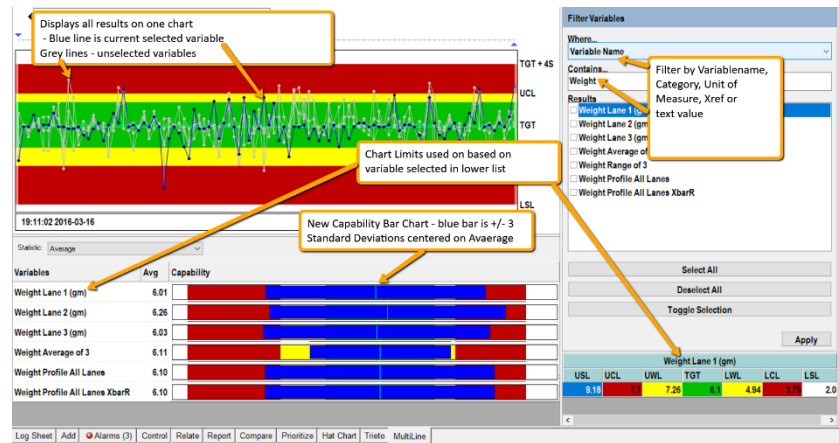 Displays all results on one chart
- Blue line is current selected variable
Grey lines - unselected variables
TGT + 4S
UCL
TGT
LSL
19:11:02 2016-03-16
Chart Limits used on based on
variable selected in lower list
New Capability Bar Chart - blue bar is +/- 3
Standard Deviations centered on Avaerage
Statistic: Average
Variables Avg Capability
Weight Lane 1 (gm) 6.01
Weight Lane 2 (gm) 6.26
Weight Lane 3 (gm) 6.03
Weight Average of 3 6.11
Weight Profile All Lanes 6.10
Weight Profile All Lanes XbarR 6.10
Filter Variables
Where...
Variable Name
Contains...
Weight
Filter by Variablename,
Category, Unit of
Measure, Xref or
text value
Results
Weight Lane 1 (g
Weight Lane 2 (gm
Weight Lane 3 (gm
Weight Average of
Weight Range of 3
Weight Profile All Lanes
Weight Profile All Lanes XbarR
Select All
Deselect All
Toggle Selection
Apply
Weight Lane 1 (gm)
USL UCL UWL TGT LWL LCL LSL
9.18 7.7 7.26 6.1 4.94 3.79 2.0
Log Sheet Add Alarms (3) Control Relate Report Compare Prioritize Hat Chart Trieto MultiLine